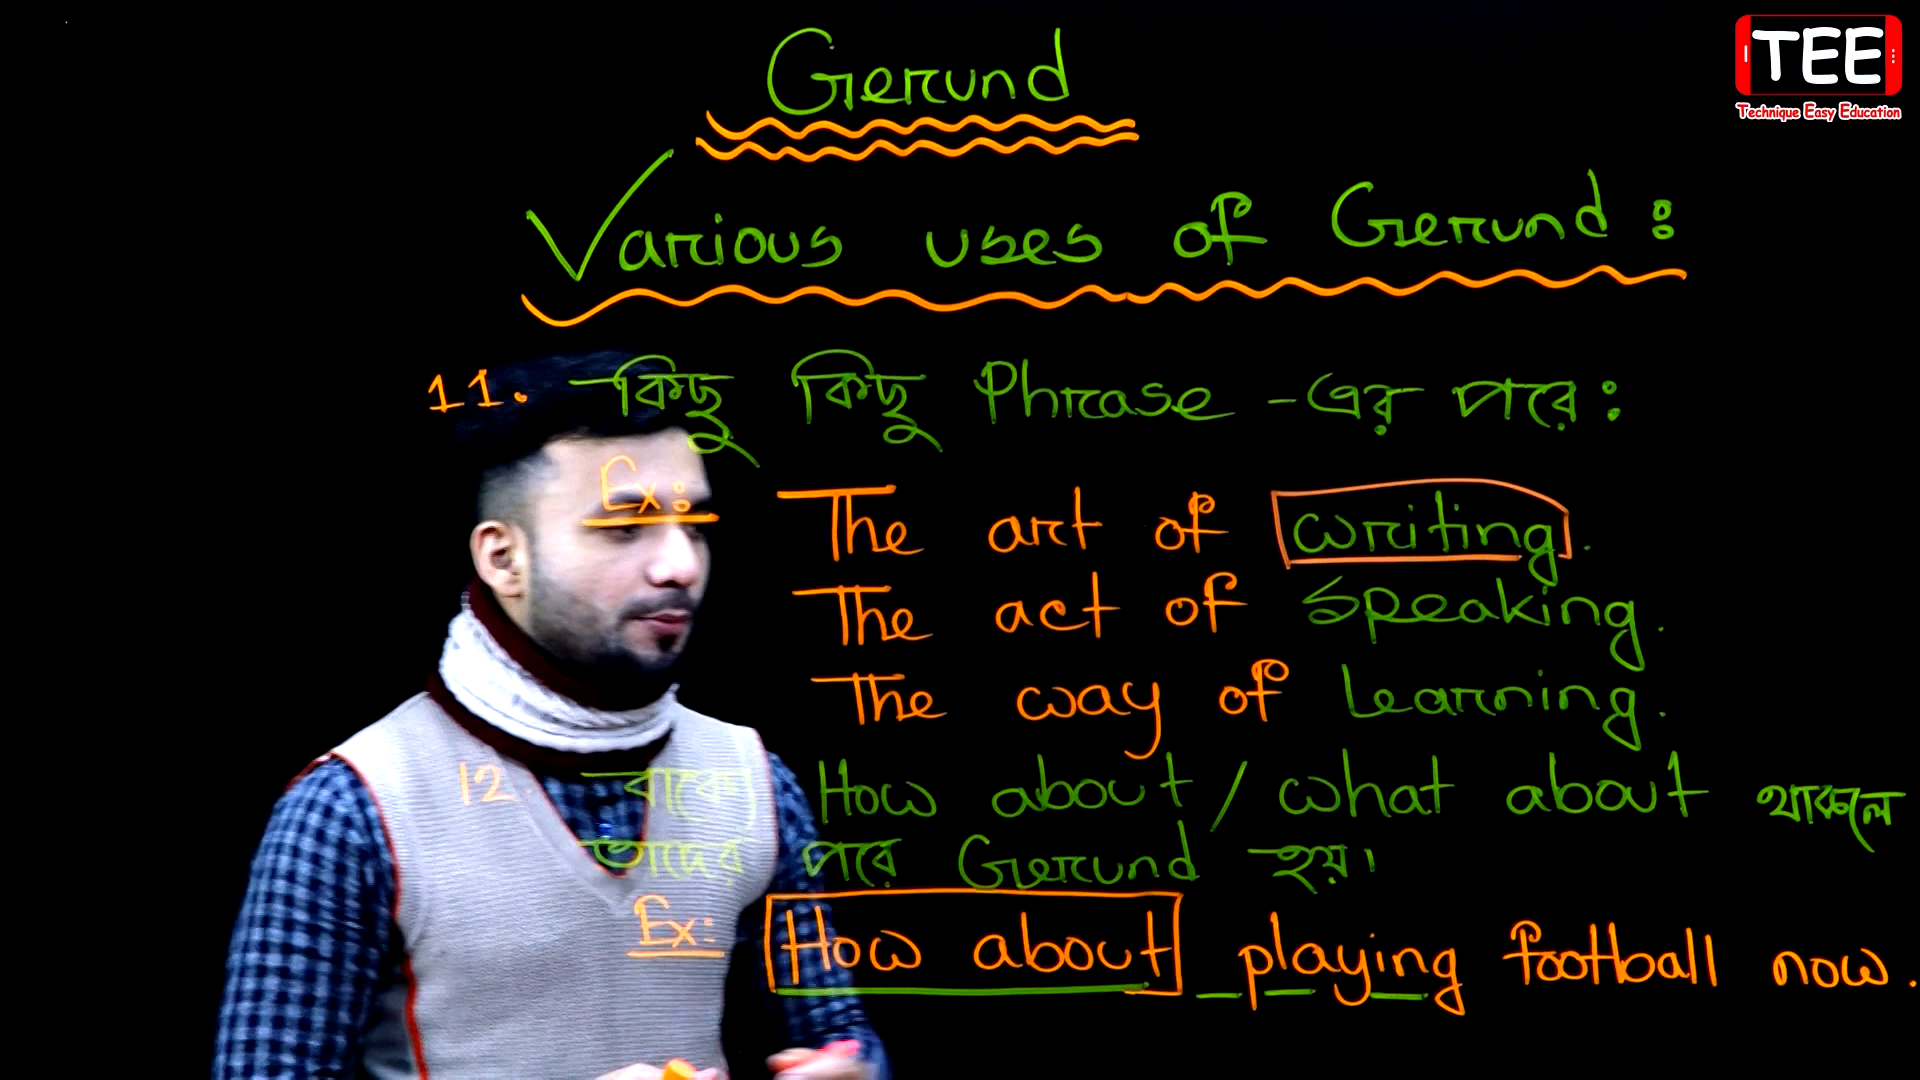 TEE
Technique Easy Education
Gerund
Various uses of Gerund :
11. কিছু কিছু Phrase -এর পরে :
Ex:
The art of writing.
The act of speaking.
The way of Learning.
12. বাক্যে How about / what about থাকলে
তাদের পরে Gerund হয়।
Ex:
How about playing football now.